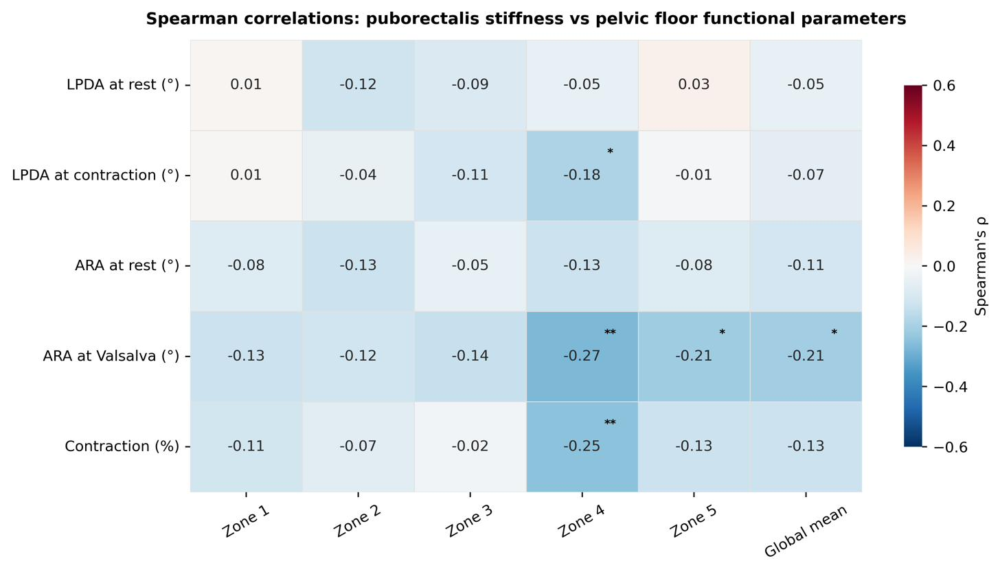 Spearman correlations: puborectalis stiffness vs pelvic floor functional parameters
LPDA at rest (°) 0.01 -0.12 -0.09 -0.05 0.03 -0.05
*
LPDA at contraction (°) 0.01 -0.04 -0.11 -0.18 -0.01 -0.07
ARA at rest (°) -0.08 -0.13 -0.05 -0.13 -0.08 -0.11
** * *
ARA at Valsalva (°) -0.13 -0.12 -0.14 -0.27 -0.21 -0.21
**
Contraction (%) -0.11 -0.07 -0.02 -0.25 -0.13 -0.13
Zone 1 Zone 2 Zone 3 Zone 4 Zone 5 Global mean
0.6
0.4
0.2
0.0
−0.2
−0.4
−0.6
Spearman's ρ